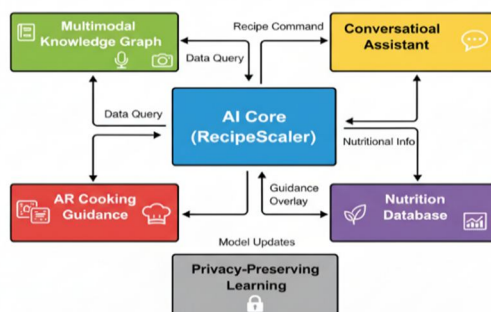 Multimodal
Knowledge Graph
Recipe Command
Conversatioal
Assistant
Data Query
Data Query
AI Core
(RecipeScaler)
Nutritional Info
AR Cooking
Guidance
Guidance
Overlay
Nutrition
Database
Model Updates
Privacy-Preserving
Learning